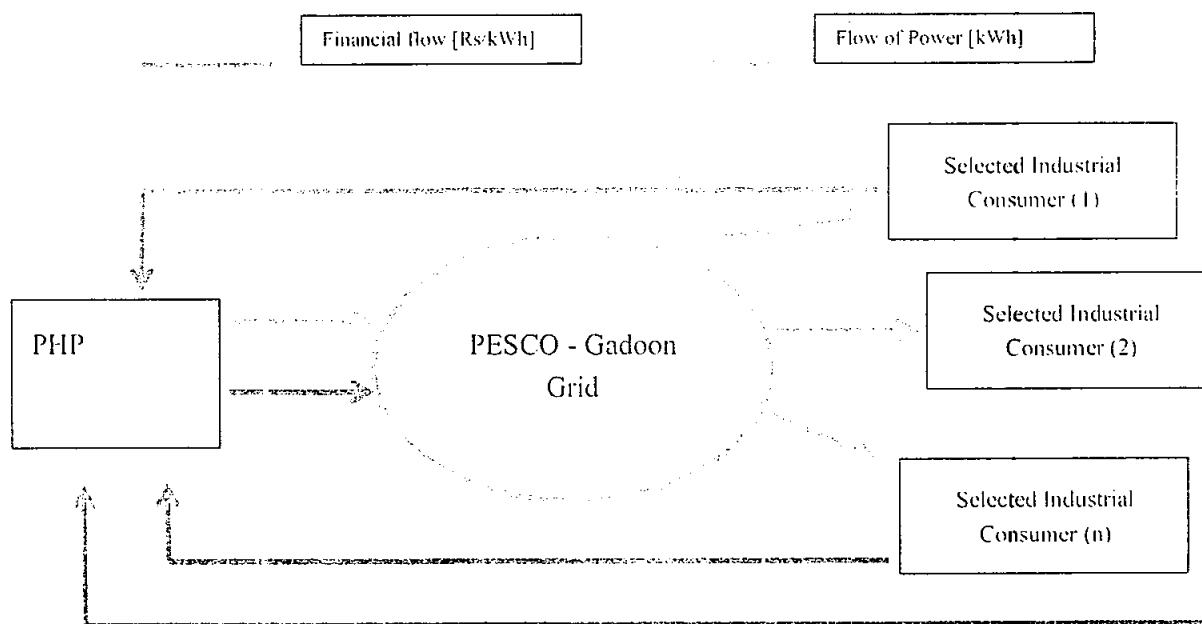 Financial flow [Rs/kWh]
Flow of Power [kWh]
Selected Industrial
Consumer (1)
PHP
PESCO - Gadoon
Grid
Selected Industrial
Consumer (2)
Selected Industrial
Consumer (n)